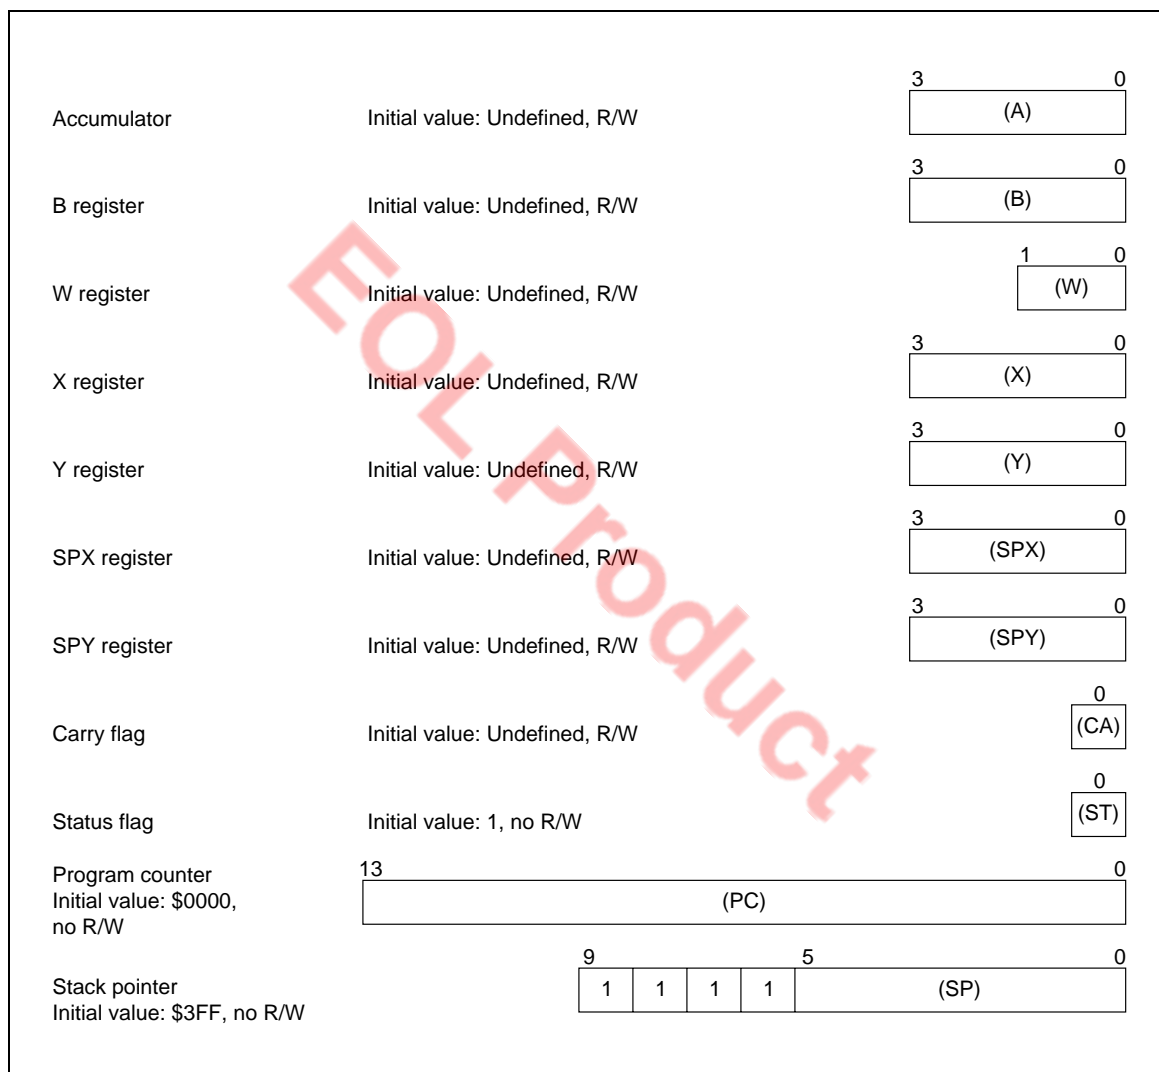 3 0
Accumulator Initial value: Undefined, R/W (A)
3 0
B register Initial value: Undefined, R/W (B)
1 0
W register Initial value: Undefined, R/W (W)
3 0
X register Initial value: Undefined, R/W (X)
3 0
Y register Initial value: Undefined, R/W (Y)
3 0
SPX register Initial value: Undefined, R/W (SPX)
3 0
SPY register Initial value: Undefined, R/W (SPY)
0
Carry flag Initial value: Undefined, R/W (CA)
0
Status flag Initial value: 1, no R/W (ST)
Program counter 13 0
Initial value: $0000, (PC)
no R/W
9 5 0
Stack pointer 1 1 1 1 (SP)
Initial value: $3FF, no R/W
EOL Product